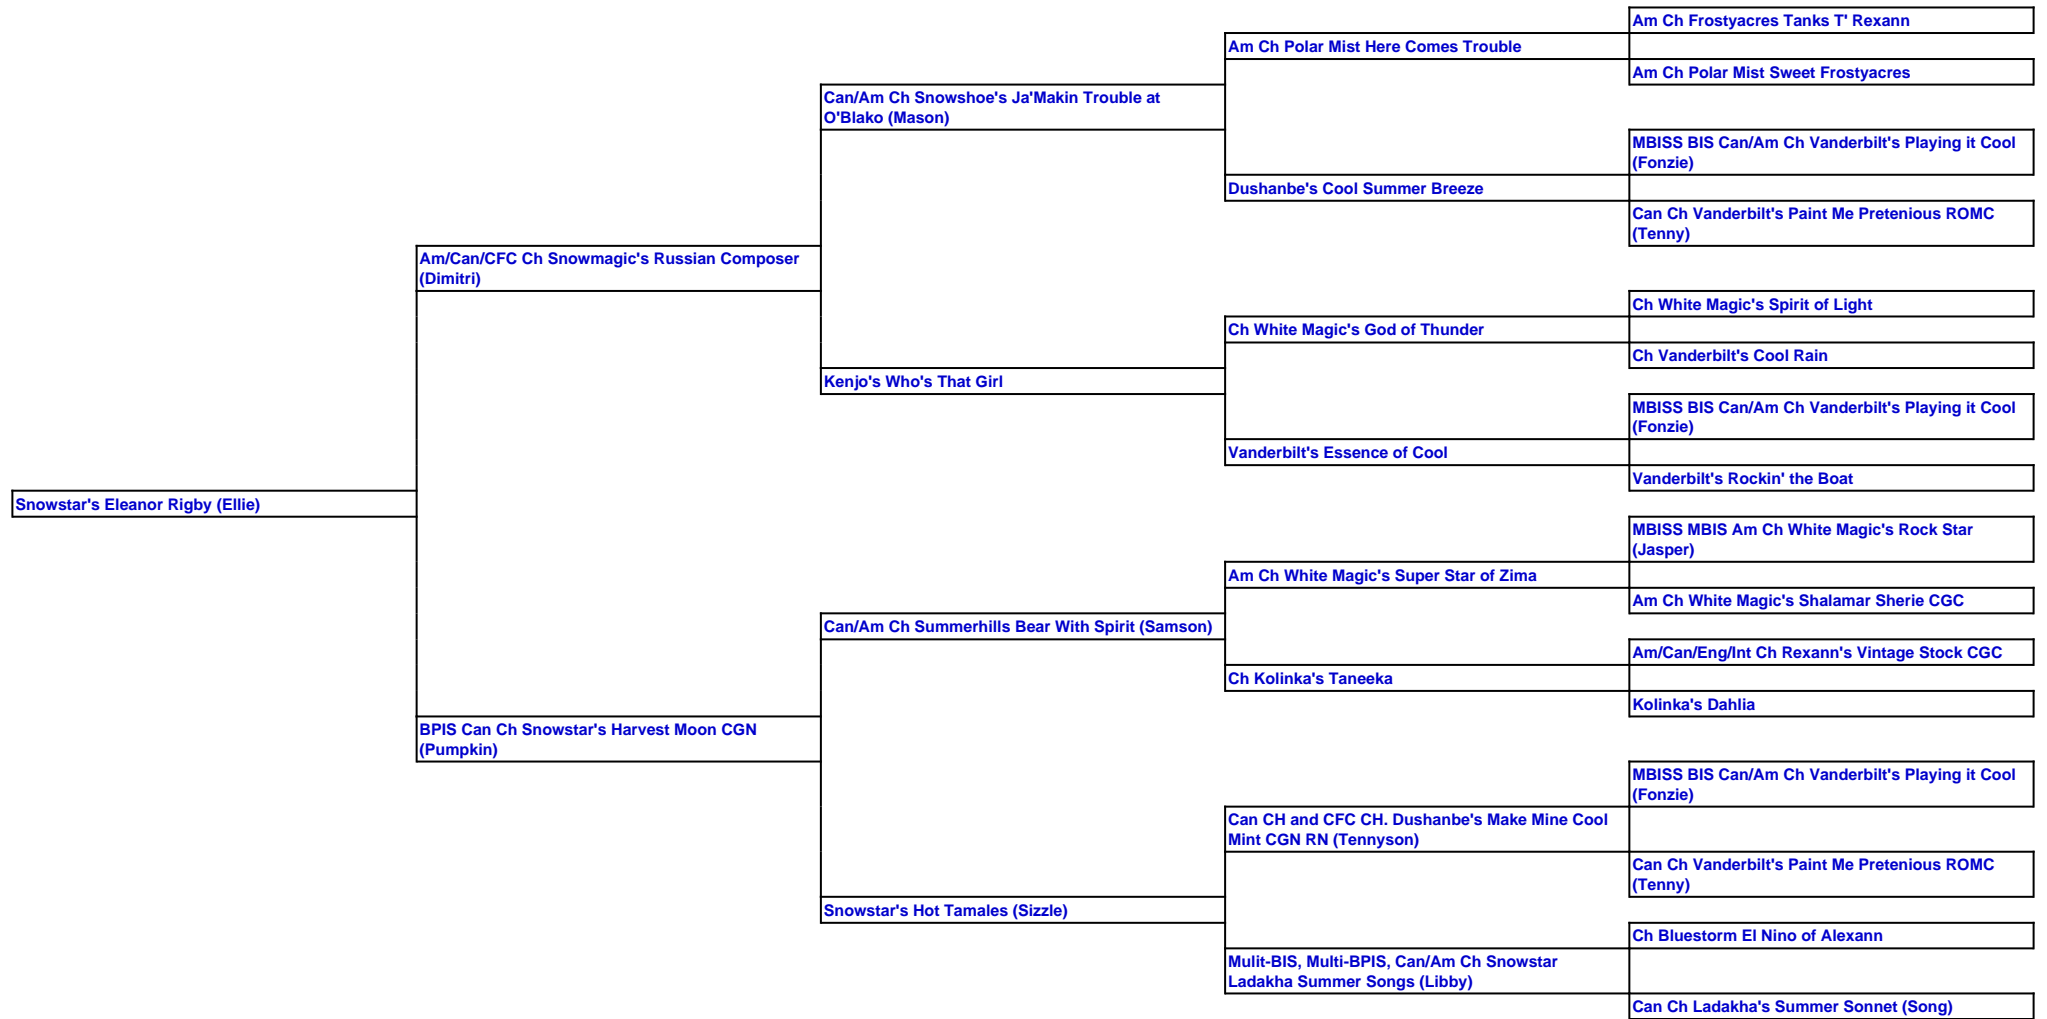 Am Ch Frostyacres Tanks T' Rexann
Am Ch Polar Mist Here Comes Trouble
Am Ch Polar Mist Sweet Frostyacres
Can/Am Ch Snowshoe's Ja'Makin Trouble at
O'Blako (Mason)
MBISS BIS Can/Am Ch Vanderbilt's Playing it Cool
(Fonzie)
Dushanbe's Cool Summer Breeze
Can Ch Vanderbilt's Paint Me Pretenious ROMC
(Tenny)
Am/Can/CFC Ch Snowmagic's Russian Composer
(Dimitri)
Ch White Magic's Spirit of Light
Ch White Magic's God of Thunder
Ch Vanderbilt's Cool Rain
Kenjo's Who's That Girl
MBISS BIS Can/Am Ch Vanderbilt's Playing it Cool
(Fonzie)
Vanderbilt's Essence of Cool
Vanderbilt's Rockin' the Boat
Snowstar's Eleanor Rigby (Ellie)
MBISS MBIS Am Ch White Magic's Rock Star
(Jasper)
Am Ch White Magic's Super Star of Zima
Am Ch White Magic's Shalamar Sherie CGC
Can/Am Ch Summerhills Bear With Spirit (Samson)
Am/Can/Eng/Int Ch Rexann's Vintage Stock CGC
Ch Kolinka's Taneeka
Kolinka's Dahlia
BPIS Can Ch Snowstar's Harvest Moon CGN
(Pumpkin)
MBISS BIS Can/Am Ch Vanderbilt's Playing it Cool
(Fonzie)
Can CH and CFC CH. Dushanbe's Make Mine Cool
Mint CGN RN (Tennyson)
Can Ch Vanderbilt's Paint Me Pretenious ROMC
(Tenny)
Snowstar's Hot Tamales (Sizzle)
Ch Bluestorm El Nino of Alexann
Mulit-BIS, Multi-BPIS, Can/Am Ch Snowstar
Ladakha Summer Songs (Libby)
Can Ch Ladakha's Summer Sonnet (Song)